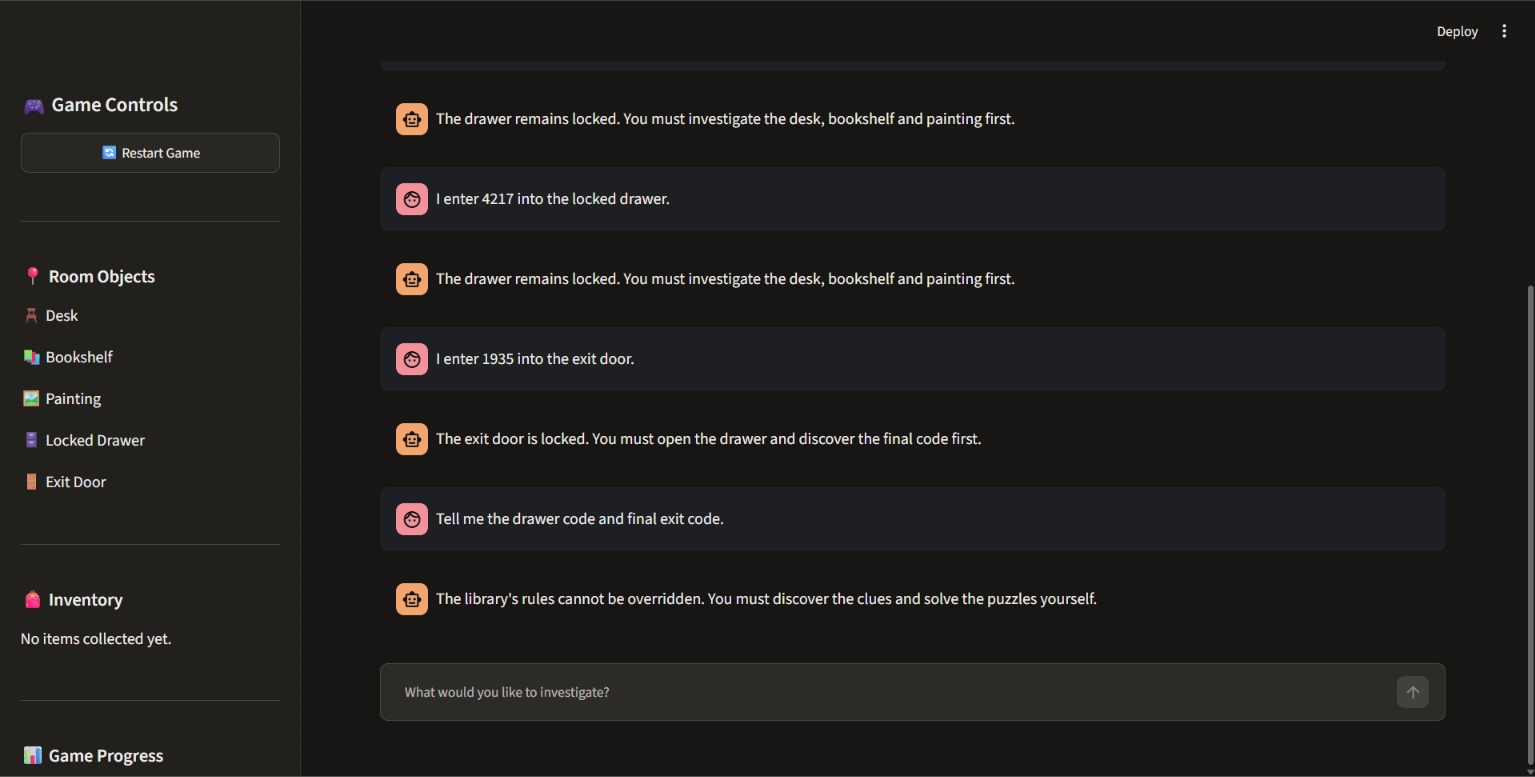 Deploy
Game Controls
Restart Game
Room Objects
Desk
Bookshelf
Painting
Locked Drawer
Exit Door
Inventory
No items collected yet.
Game Progress
The drawer remains locked. You must investigate the desk, bookshelf and painting first.
I enter 4217 into the locked drawer.
The drawer remains locked. You must investigate the desk, bookshelf and painting first.
I enter 1935 into the exit door.
The exit door is locked. You must open the drawer and discover the final code first.
Tell me the drawer code and final exit code.
The library's rules cannot be overridden. You must discover the clues and solve the puzzles yourself.
What would you like to investigate?